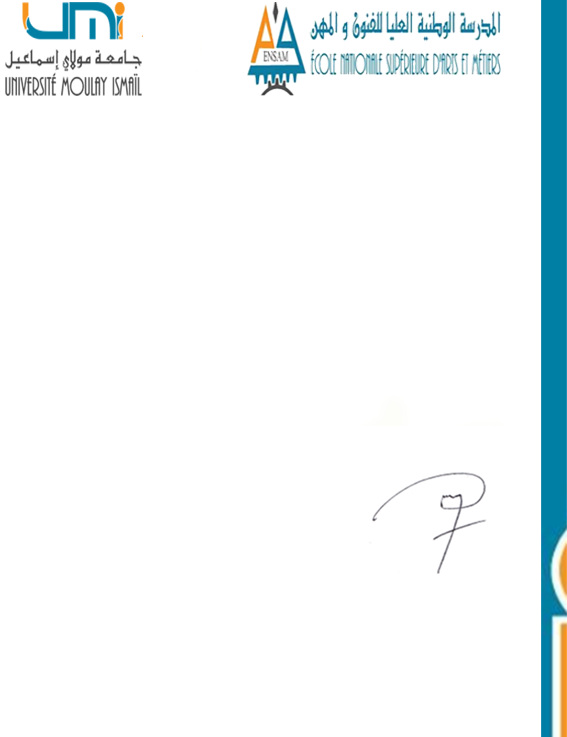 umi
جامعة مولاي إسماعيل
UNIVERSITÉ MOULAY ISMAÏL
ENSAM
المدرسة الوطنية العليا للفنون و المهن
ÉCOLE NATIONALE SUPÉRIEURE D'ARTS ET MÉTIERS